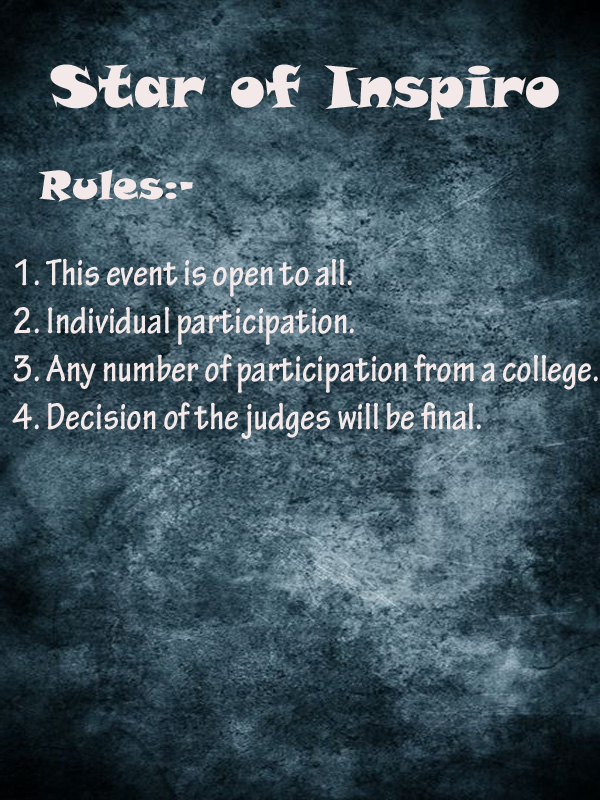 Star of Inspiro
Rules:-
1. This event is open to all.
2. Individual participation.
3. Any number of participation from a college.
4. Decision of the judges will be final.